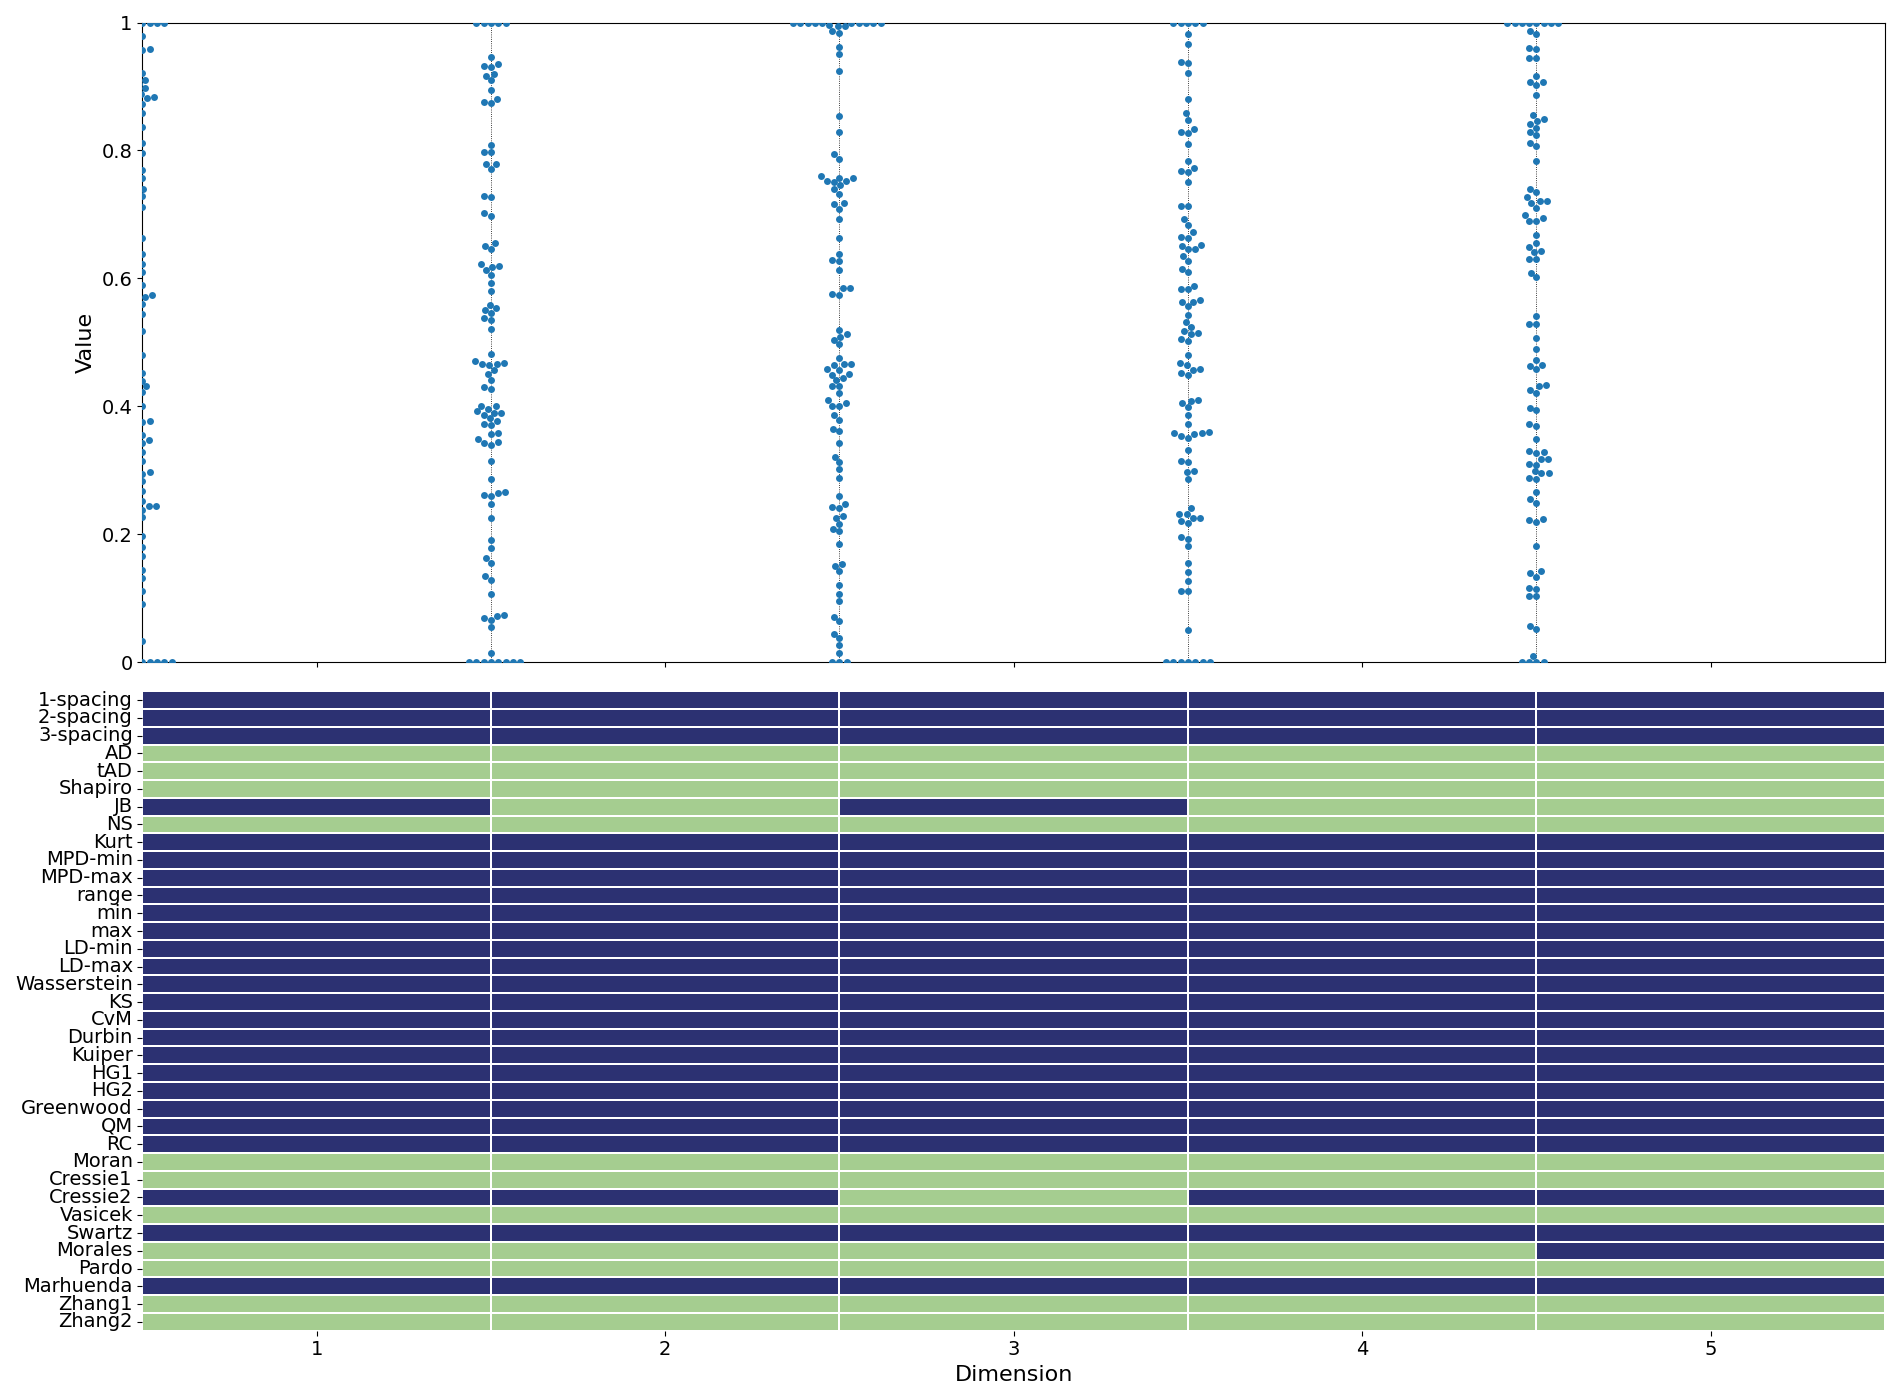 1
0.8
0.6
0.4
0.2
0
Value
1-spacing
2-spacing
3-spacing
AD
tAD
Shapiro
JB
NS
Kurt
MPD-min
MPD-max
range
min
max
LD-min
LD-max
Wasserstein
KS
CvM
Durbin
Kuiper
HG1
HG2
Greenwood
QM
RC
Moran
Cressie1
Cressie2
Vasicek
Swartz
Morales
Pardo
Marhuenda
Zhang1
Zhang2
1 2 3 4 5
Dimension